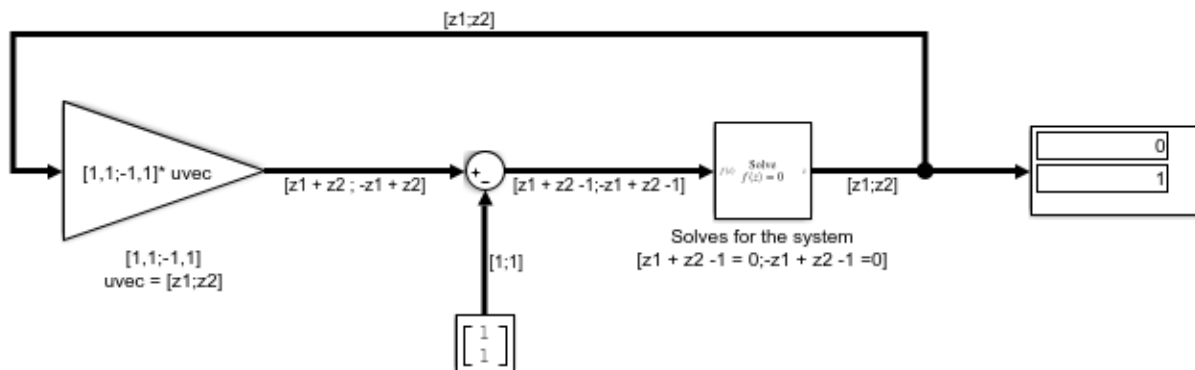 [z1;z2]
[1,1;-1,1]* uvec
[z1 + z2 ; -z1 + z2]
+
-
[z1 + z2 -1;-z1 + z2 -1]
f(z)
Solve
f(z) = 0
z
[z1;z2]
0
1
[1,1;-1,1]
uvec = [z1;z2]
[1;1]
Solves for the system
[z1 + z2 -1 = 0;-z1 + z2 -1 =0]
1
1